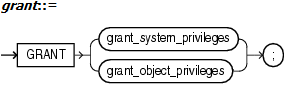 grant::=
GRANT
grant_system_privileges
grant_object_privileges
;